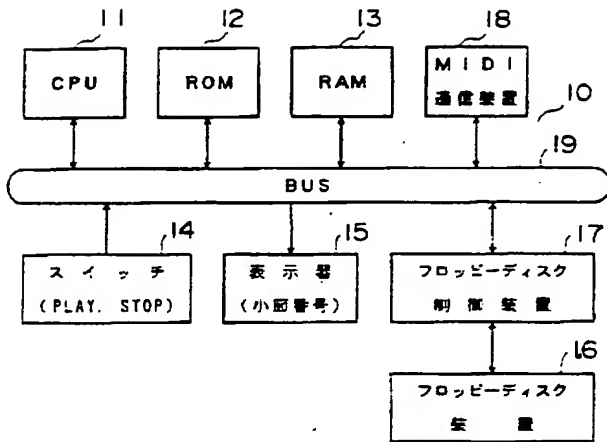 11
12
13
18
CPU
ROM
RAM
MIDI
通信装置
10
19
BUS
14
15
17
スイッチ
(PLAY. STOP)
表示器
(小節番号)
フロッピーディスク
制御装置
16
フロッピーディスク
装置